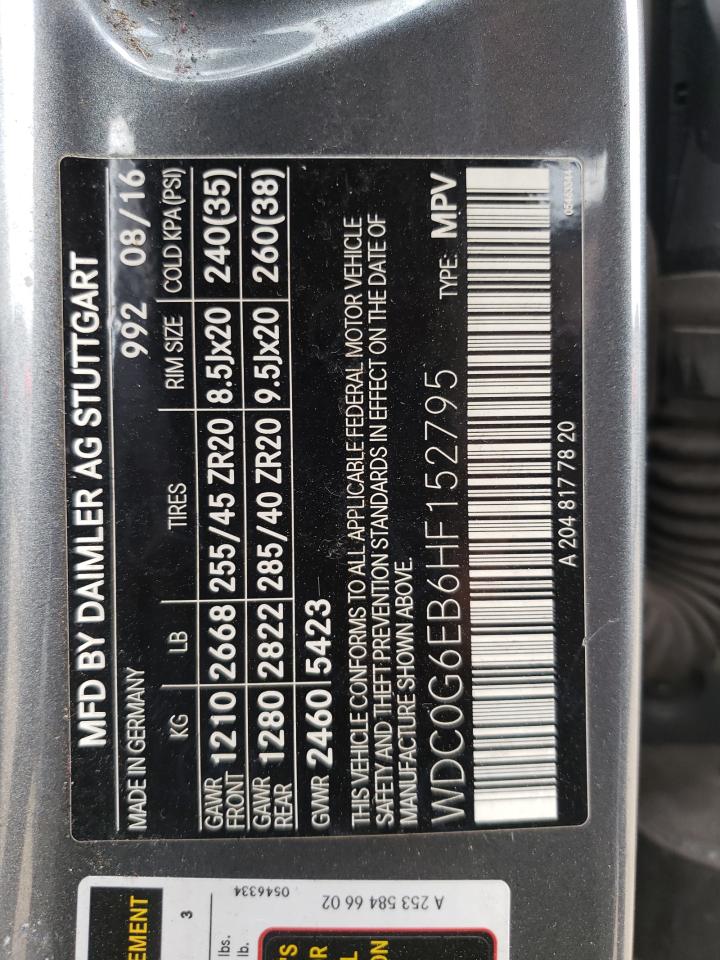 MFD BY DAIMLER AG STUTTGART
MADE IN GERMANY 992 08/16
KG LB TIRES RIM SIZE COLD KPA(PSI)
GAWR FRONT 1210 2668 255/45 ZR20 8.5Jx20 240(35)
GAWR REAR 1280 2822 285/40 ZR20 9.5Jx20 260(38)
GVWR 2460 5423
THIS VEHICLE CONFORMS TO ALL APPLICABLE FEDERAL MOTOR VEHICLE
SAFETY AND THEFT PREVENTION STANDARDS IN EFFECT ON THE DATE OF
MANUFACTURE SHOWN ABOVE.
WDC0G6EB6HF152795 TYPE: MPV
A 204 817 78 20
A 253 584 66 02
0546334
EMENT
3
lbs.
lb.
'S
R
L
ON